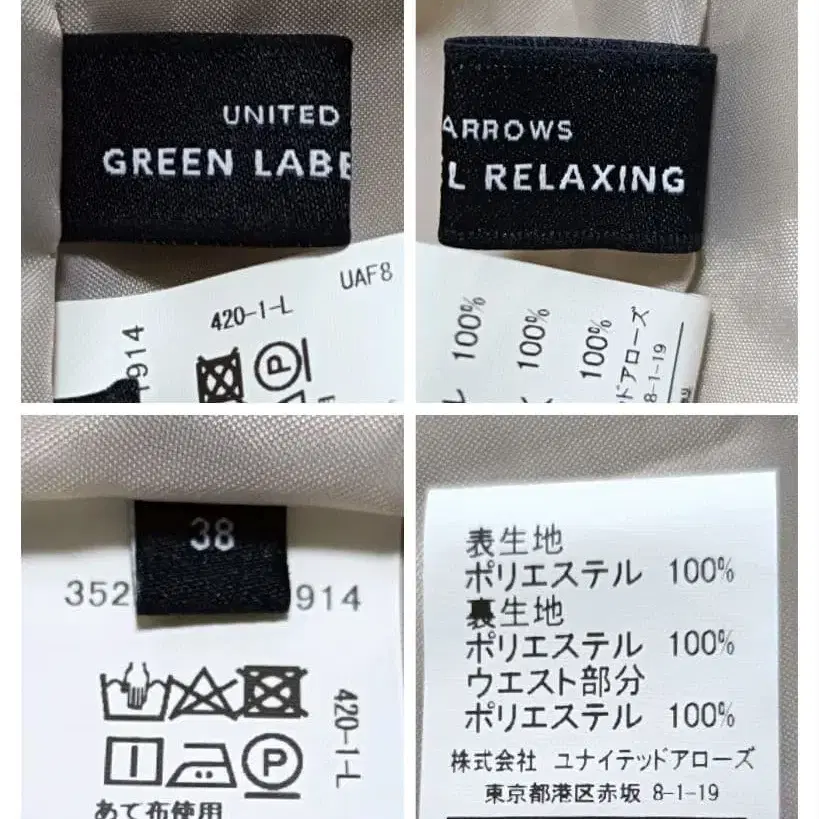 UNITED
GREEN LABE
UAF8
420-1-L
914
P
ARROWS
L RELAXING
100%
100%
100%
ドアローズ
8-1-19
38
352
914
420-1-L
P
あて布使用
表生地
ポリエステル 100%
裏生地
ポリエステル 100%
ウエスト部分
ポリエステル 100%
株式会社 ユナイテッドアローズ
東京都港区赤坂 8-1-19